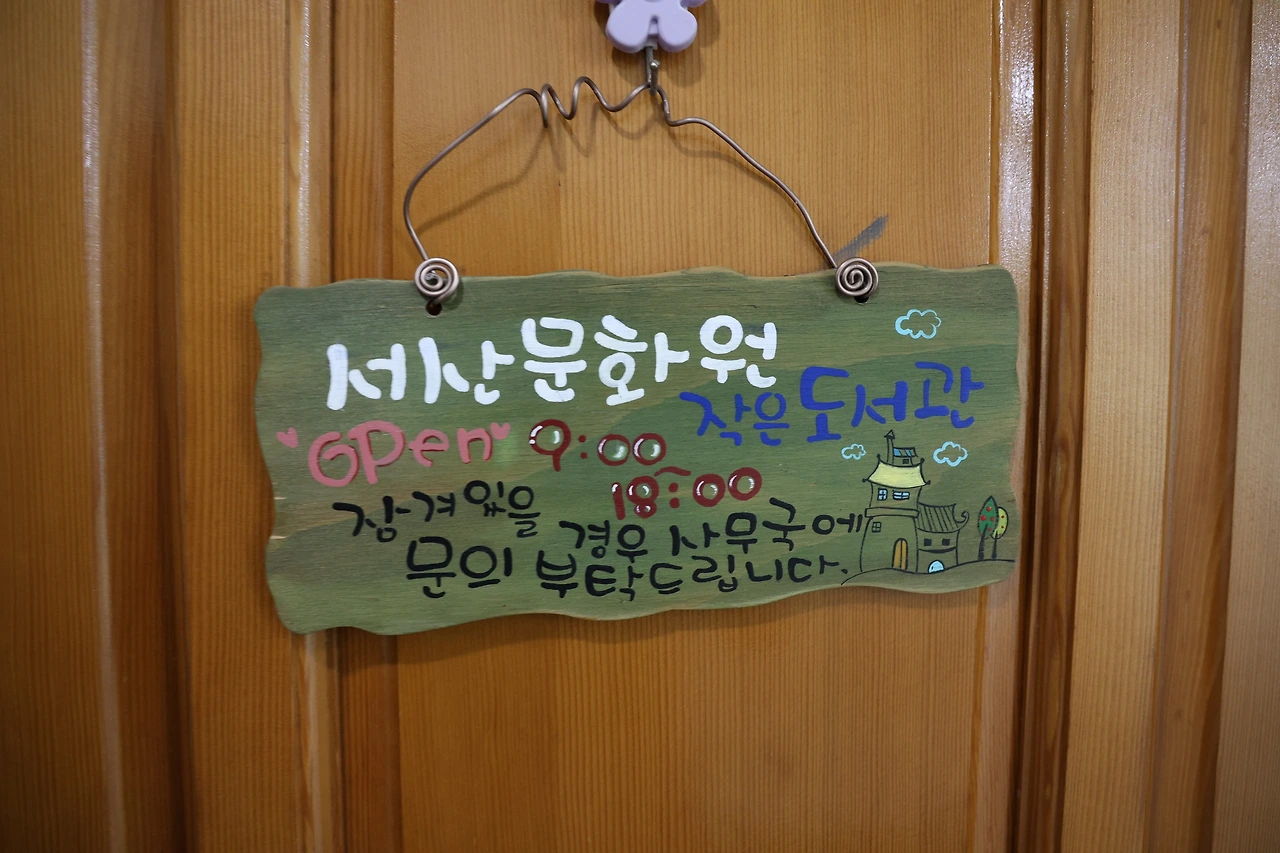 세산문화원
작은도서관
open 9:00
~18:00
잠겨있을
경우 사무국에
문의 부탁드립니다.